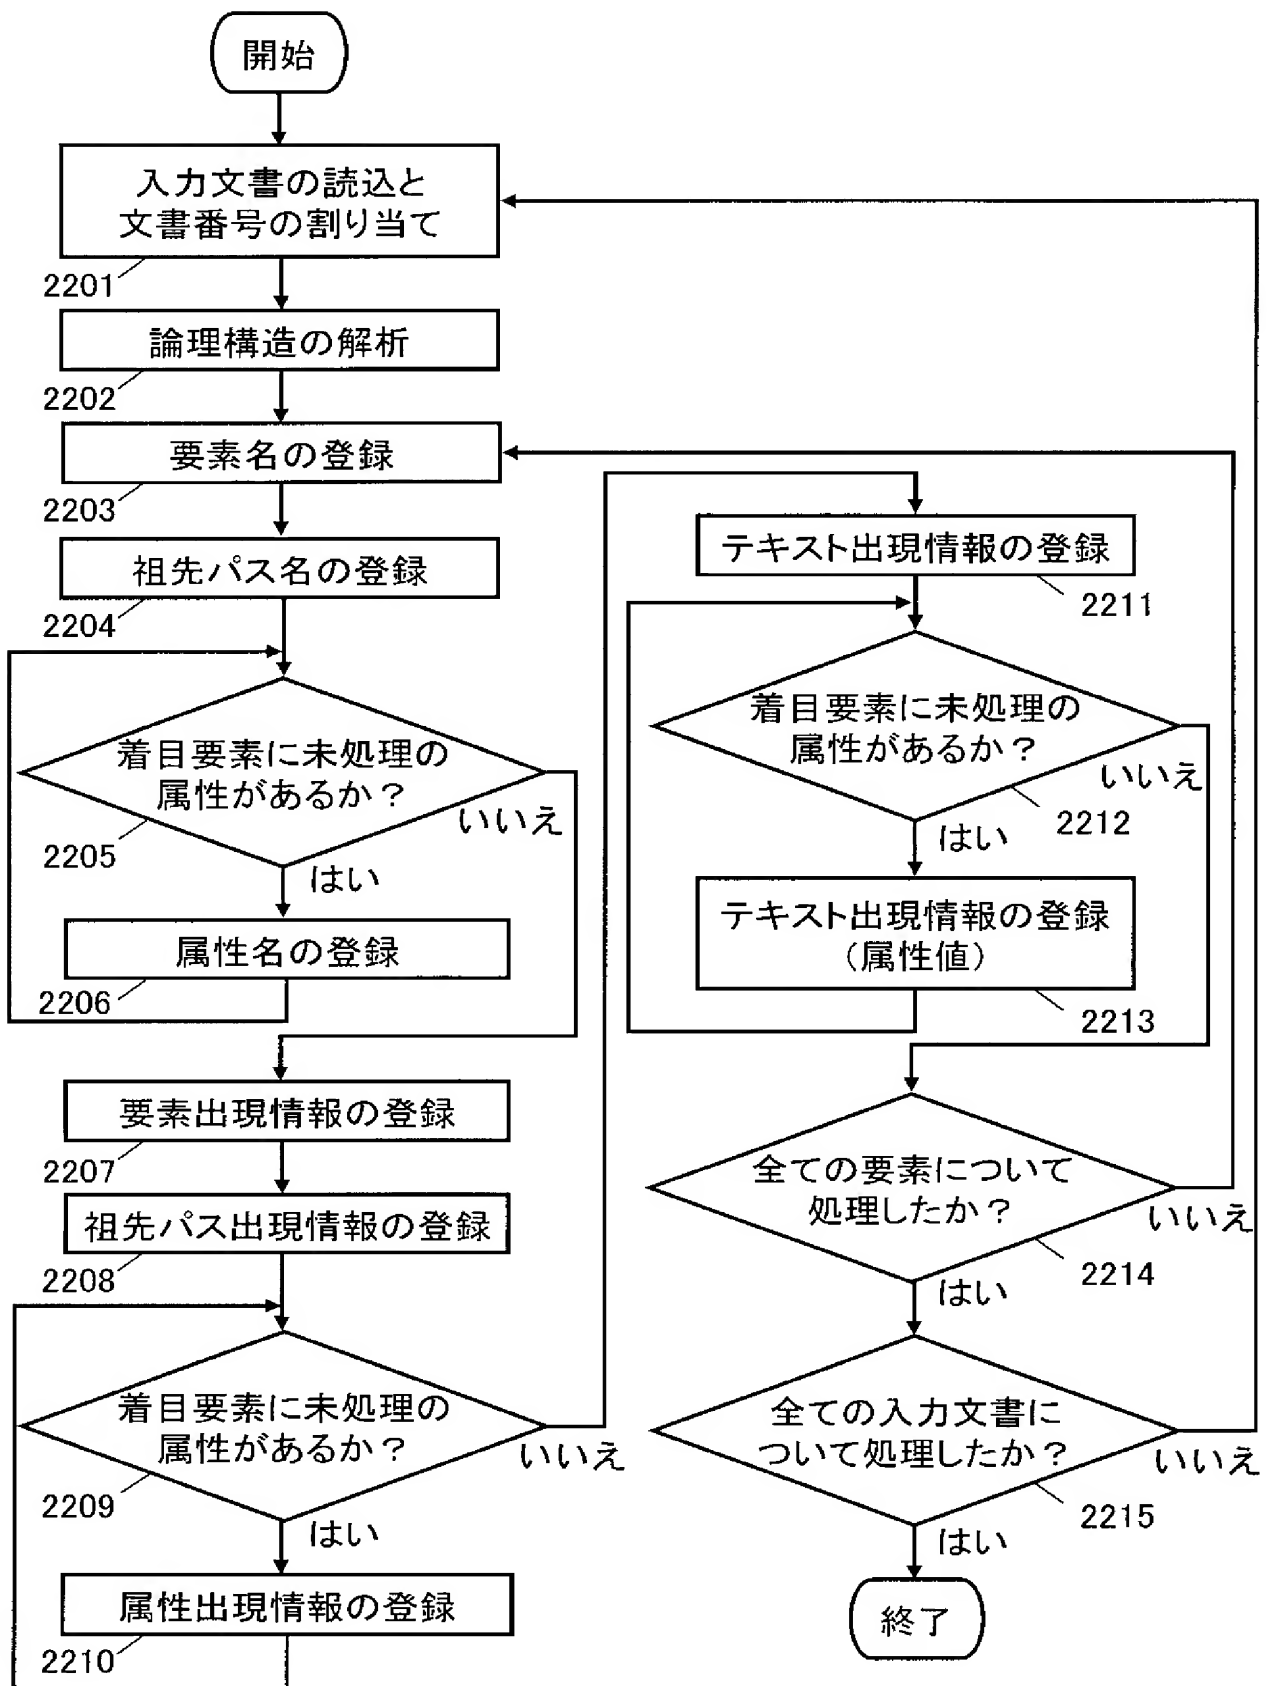 開始
入力文書の読込と
文書番号の割り当て
2201
論理構造の解析
2202
要素名の登録
2203
祖先パス名の登録
2204
着目要素に未処理の
属性があるか？
いいえ
2205
はい
属性名の登録
2206
要素出現情報の登録
2207
祖先パス出現情報の登録
2208
着目要素に未処理の
属性があるか？
いいえ
2209
はい
属性出現情報の登録
2210
テキスト出現情報の登録
2211
着目要素に未処理の
属性があるか？
いいえ
2212
はい
テキスト出現情報の登録
（属性値）
2213
全ての要素について
処理したか？
いいえ
2214
はい
全ての入力文書に
ついて処理したか？
いいえ
2215
はい
終了